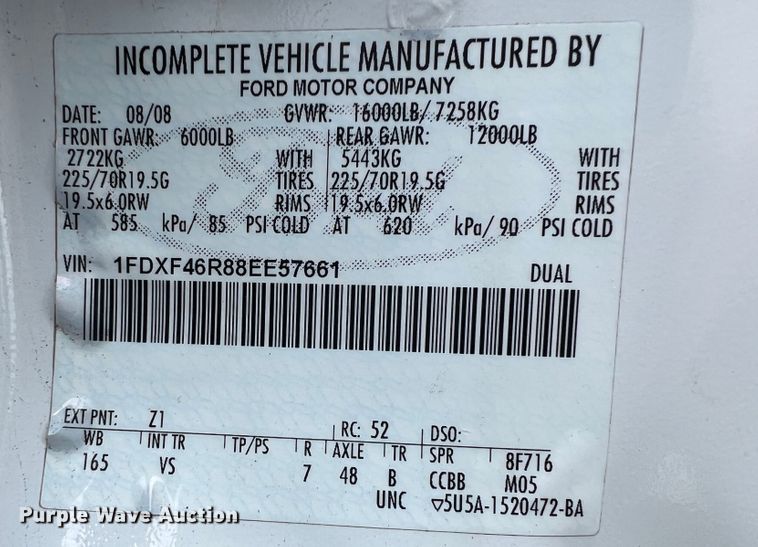 INCOMPLETE VEHICLE MANUFACTURED BY
FORD MOTOR COMPANY
DATE: 08/08 GVWR: 16000LB/7258KG
FRONT GAWR: 6000LB REAR GAWR: 12000LB
2722KG WITH 5443KG WITH
225/70R19.5G TIRES 225/70R19.5G TIRES
19.5x6.0RW RIMS 19.5x6.0RW RIMS
AT 585 kPa/ 85 PSI COLD AT 620 kPa/ 90 PSI COLD
VIN: 1FDXF46R88EE57661 DUAL
EXT PNT: Z1 RC: 52 DSO:
WB INT TR TP/PS R AXLE TR SPR 8F716
165 VS 7 48 B CCBB M05
UNC ▽5U5A-1520472-BA
Purple Wave Auction